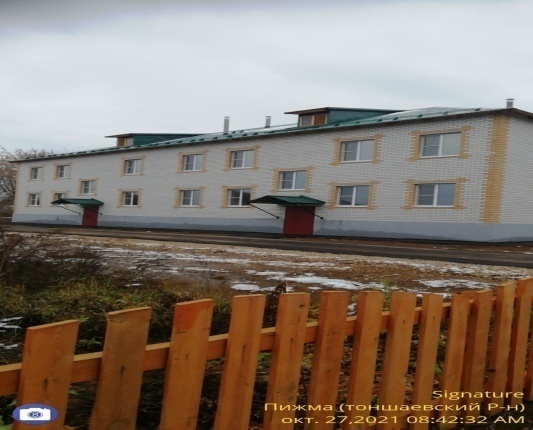 Signature
Пижма (тоншаевский Р-н)
окт. 27,2021 08:42:32 AM